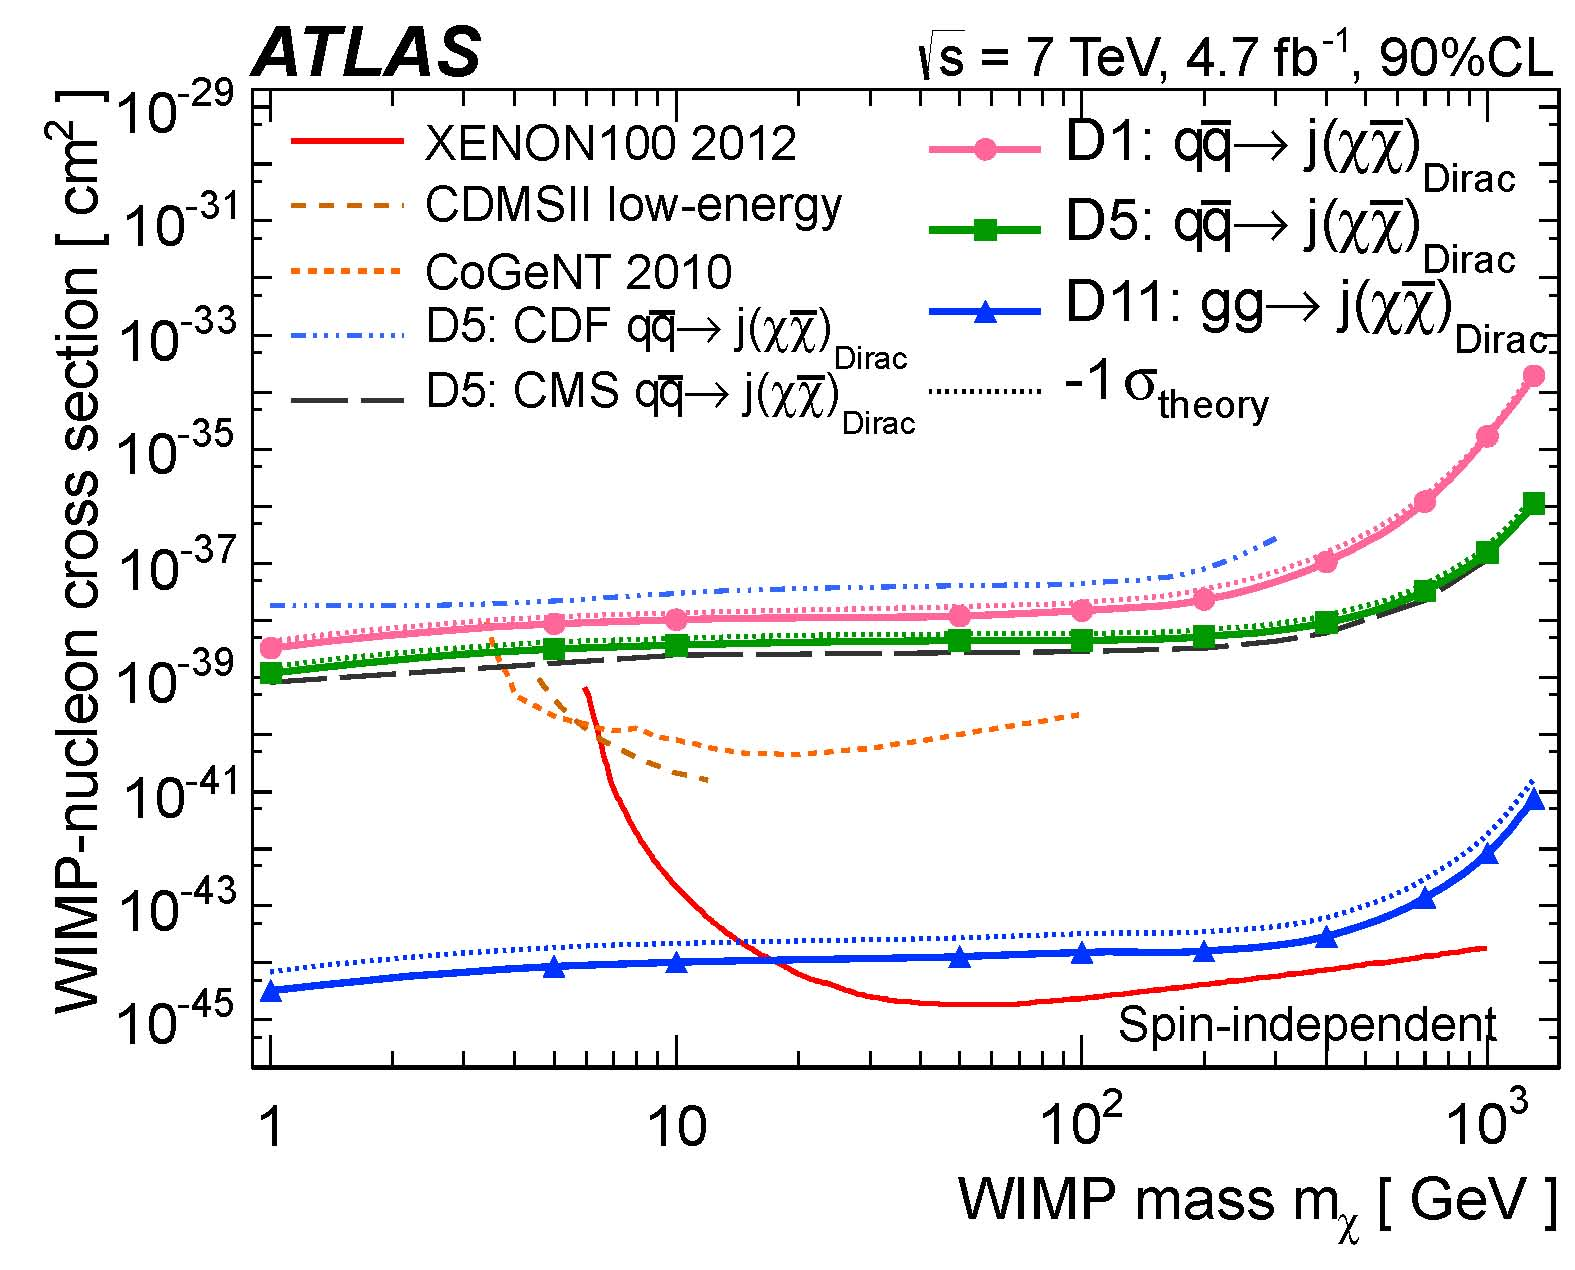 ATLAS
√s = 7 TeV, 4.7 fb⁻¹, 90%CL
WIMP-nucleon cross section [ cm² ]
10⁻²⁹
10⁻³¹
10⁻³³
10⁻³⁵
10⁻³⁷
10⁻³⁹
10⁻⁴¹
10⁻⁴³
10⁻⁴⁵
XENON100 2012
CDMSII low-energy
CoGeNT 2010
D5: CDF qq̅→ j(χχ̅)Dirac
D5: CMS qq̅→ j(χχ̅)Dirac
D1: qq̅→ j(χχ̅)Dirac
D5: qq̅→ j(χχ̅)Dirac
D11: gg→ j(χχ̅)Dirac
-1 σtheory
Spin-independent
1
10
10²
10³
WIMP mass mχ [ GeV ]